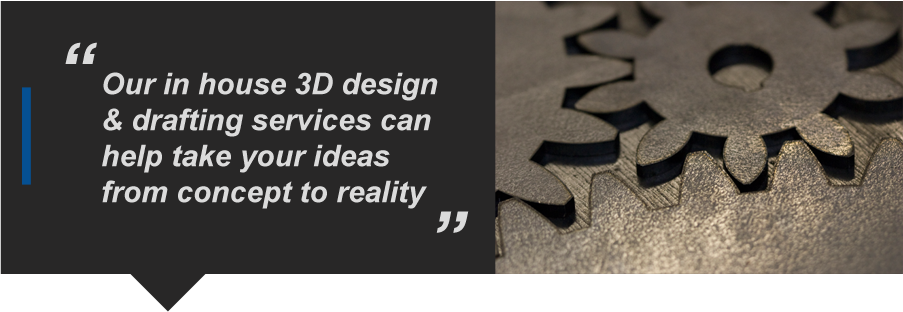 “
Our in house 3D design
& drafting services can
help take your ideas
from concept to reality
”